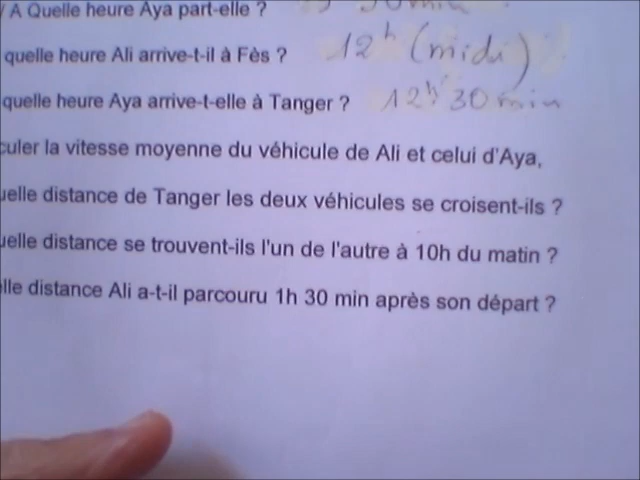 A Quelle heure Aya part-elle ?
quelle heure Ali arrive-t-il à Fès ? 12h (midi)
quelle heure Aya arrive-t-elle à Tanger ? 12h 30 min
culer la vitesse moyenne du véhicule de Ali et celui d'Aya,
uelle distance de Tanger les deux véhicules se croisent-ils ?
uelle distance se trouvent-ils l'un de l'autre à 10h du matin ?
elle distance Ali a-t-il parcouru 1h 30 min après son départ ?